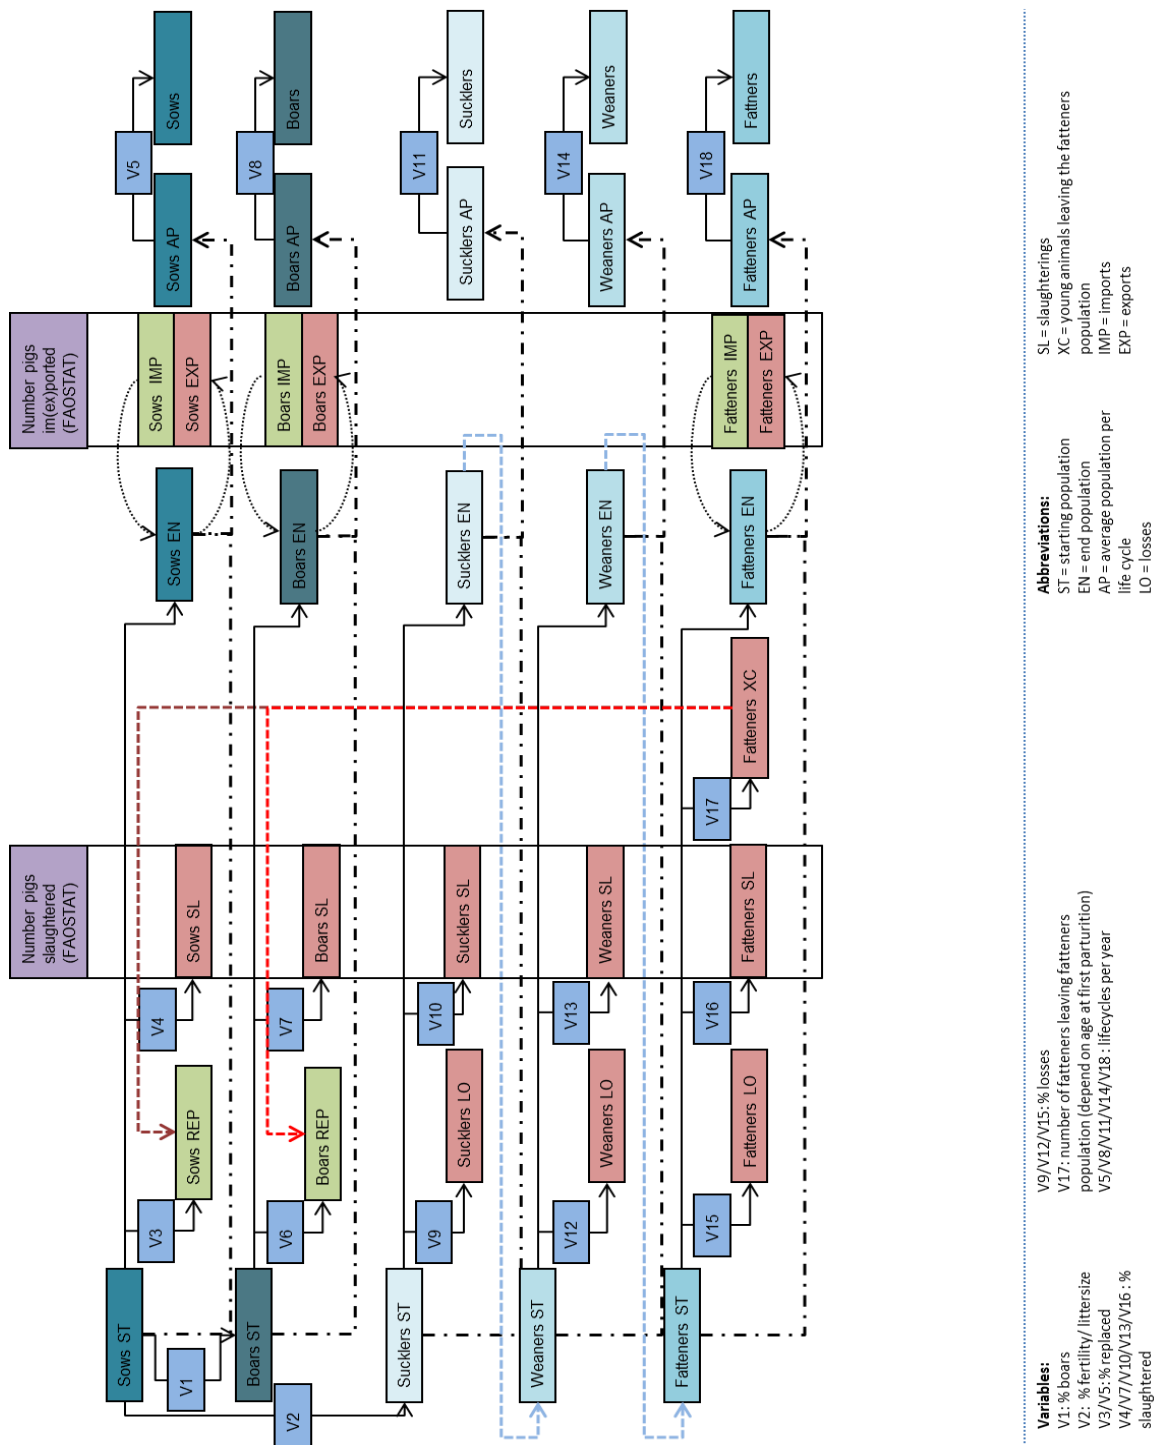 Number pigs
slaughtered
(FAOSTAT)
Number pigs
im(ex)ported
(FAOSTAT)
Sows ST
V3
Sows REP
V4
Sows SL
Sows EN
Sows IMP
Sows EXP
Sows AP
V5
Sows
V1
Boars ST
V6
Boars REP
V7
Boars SL
Boars EN
Boars IMP
Boars EXP
Boars AP
V8
Boars
V2
Sucklers ST
V9
Sucklers LO
V10
Sucklers SL
Sucklers EN
Sucklers AP
V11
Sucklers
Weaners ST
V12
Weaners LO
V13
Weaners SL
Weaners EN
Weaners AP
V14
Weaners
Fatteners ST
V15
Fatteners LO
V16
Fatteners SL
V17
Fatteners XC
Fatteners EN
Fatteners IMP
Fatteners EXP
Fatteners AP
V18
Fattners
Variables:
V1: % boars
V2: % fertility/ littersize
V3/V5: % replaced
V4/V7/V10/V13/V16 : %
slaughtered
V9/V12/V15: % losses
V17: number of fatteners leaving fatteners
population (depend on age at first parturition)
V5/V8/V11/V14/V18 : lifecycles per year
Abbreviations:
ST = starting population
EN = end population
AP = average population per
life cycle
LO = losses
SL = slaughterings
XC = young animals leaving the fatteners
population
IMP = imports
EXP = exports